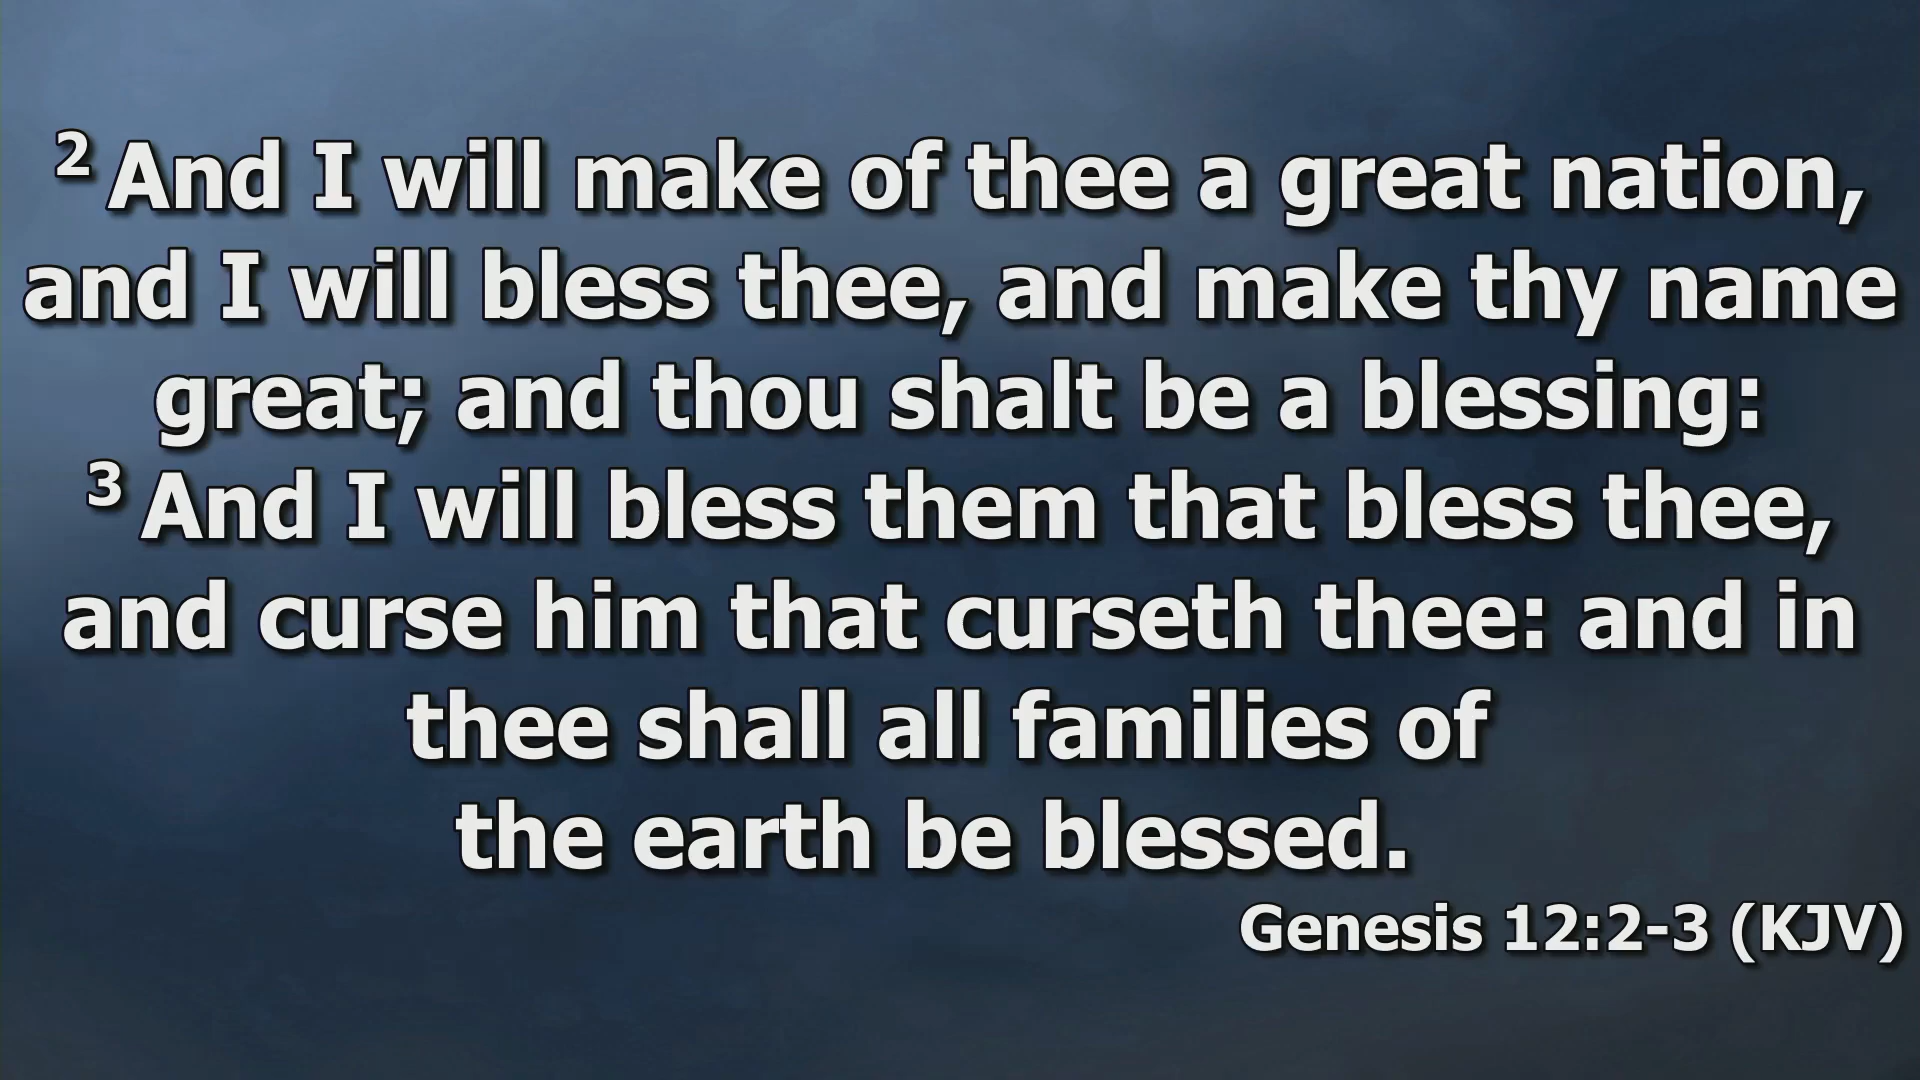 2 And I will make of thee a great nation,
and I will bless thee, and make thy name
great; and thou shalt be a blessing:
3 And I will bless them that bless thee,
and curse him that curseth thee: and in
thee shall all families of
the earth be blessed.
Genesis 12:2-3 (KJV)